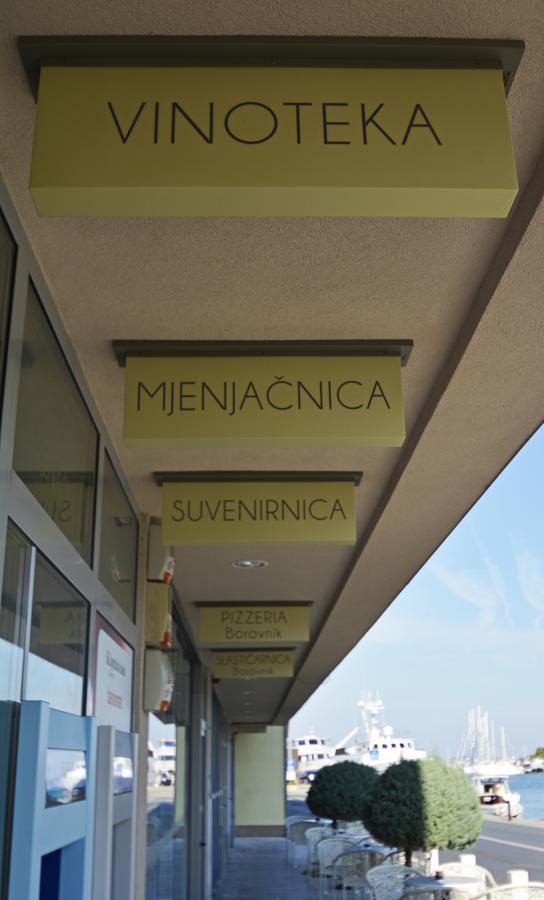 VINOTEKA
MJENJAČNICA
SUVENIRNICA
PIZZERIA
Borovnik
SLASTIČARNICA
Borovnik